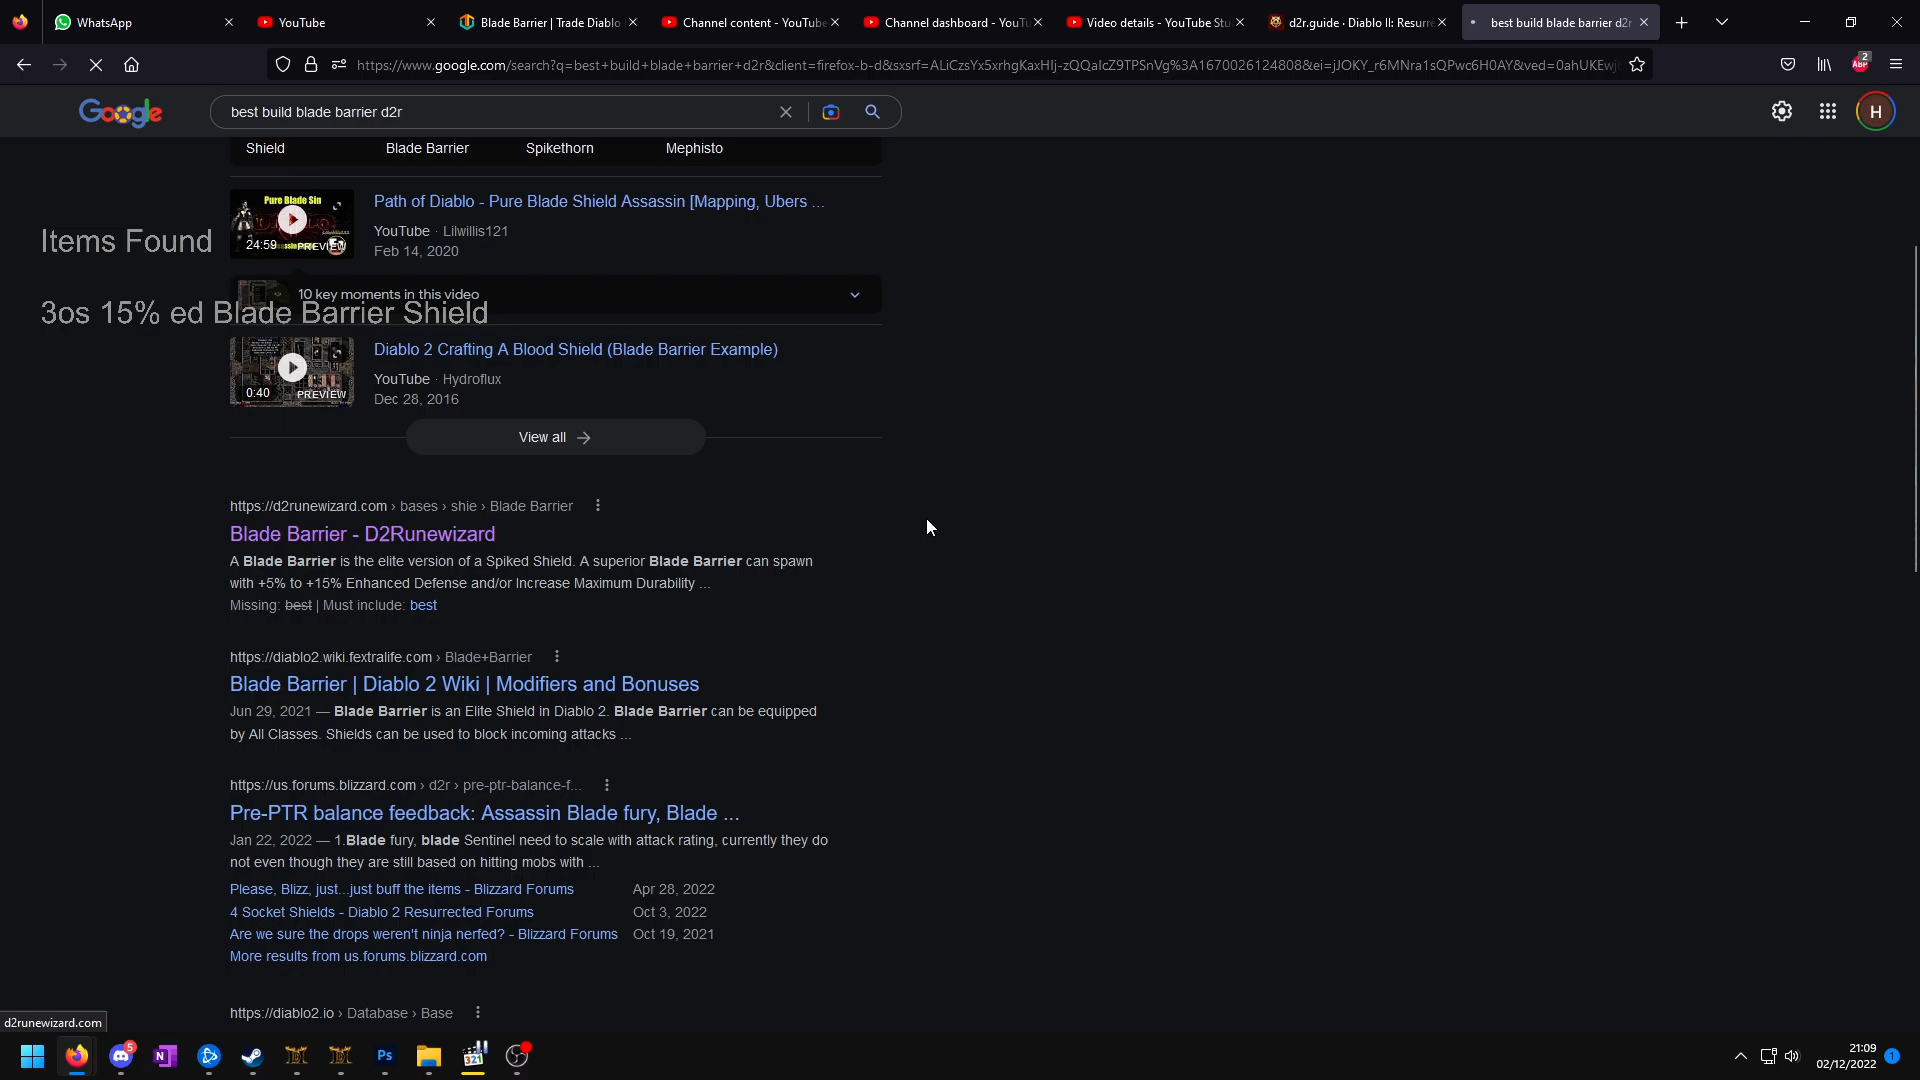 WhatsApp
YouTube
Blade Barrier | Trade Diablo
Channel content - YouTube
Channel dashboard - YouTu
Video details - YouTube Stu
d2r.guide · Diablo II: Resurre
best build blade barrier d2r
https://www.google.com/search?q=best+build+blade+barrier+d2r&client=firefox-b-d&sxsrf=ALiCzsYx5xrhgKaxHIj-zQQaIcZ9TPSnVg%3A1670026124808&ei=jJOKY_r6MNra1sQPwc6H0AY&ved=0ahUKEwj
2
ABP
Google
best build blade barrier d2r
H
Shield
Blade Barrier
Spikethorn
Mephisto
Pure Blade Sin
24:59
PREVIEW
Path of Diablo - Pure Blade Shield Assassin [Mapping, Ubers ...
YouTube · Lilwillis121
Feb 14, 2020
Items Found
10 key moments in this video
3os 15% ed Blade Barrier Shield
0:40
PREVIEW
Diablo 2 Crafting A Blood Shield (Blade Barrier Example)
YouTube · Hydroflux
Dec 28, 2016
View all
https://d2runewizard.com › bases › shie › Blade Barrier
Blade Barrier - D2Runewizard
A Blade Barrier is the elite version of a Spiked Shield. A superior Blade Barrier can spawn
with +5% to +15% Enhanced Defense and/or Increase Maximum Durability ...
Missing: best | Must include: best
https://diablo2.wiki.fextralife.com › Blade+Barrier
Blade Barrier | Diablo 2 Wiki | Modifiers and Bonuses
Jun 29, 2021 — Blade Barrier is an Elite Shield in Diablo 2. Blade Barrier can be equipped
by All Classes. Shields can be used to block incoming attacks ...
https://us.forums.blizzard.com › d2r › pre-ptr-balance-f...
Pre-PTR balance feedback: Assassin Blade fury, Blade ...
Jan 22, 2022 — 1.Blade fury, blade Sentinel need to scale with attack rating, currently they do
not even though they are still based on hitting mobs with ...
Please, Blizz, just...just buff the items - Blizzard Forums Apr 28, 2022
4 Socket Shields - Diablo 2 Resurrected Forums Oct 3, 2022
Are we sure the drops weren't ninja nerfed? - Blizzard Forums Oct 19, 2021
More results from us.forums.blizzard.com
https://diablo2.io › Database › Base
d2runewizard.com
5
N
Ps
321
21:09
02/12/2022
1